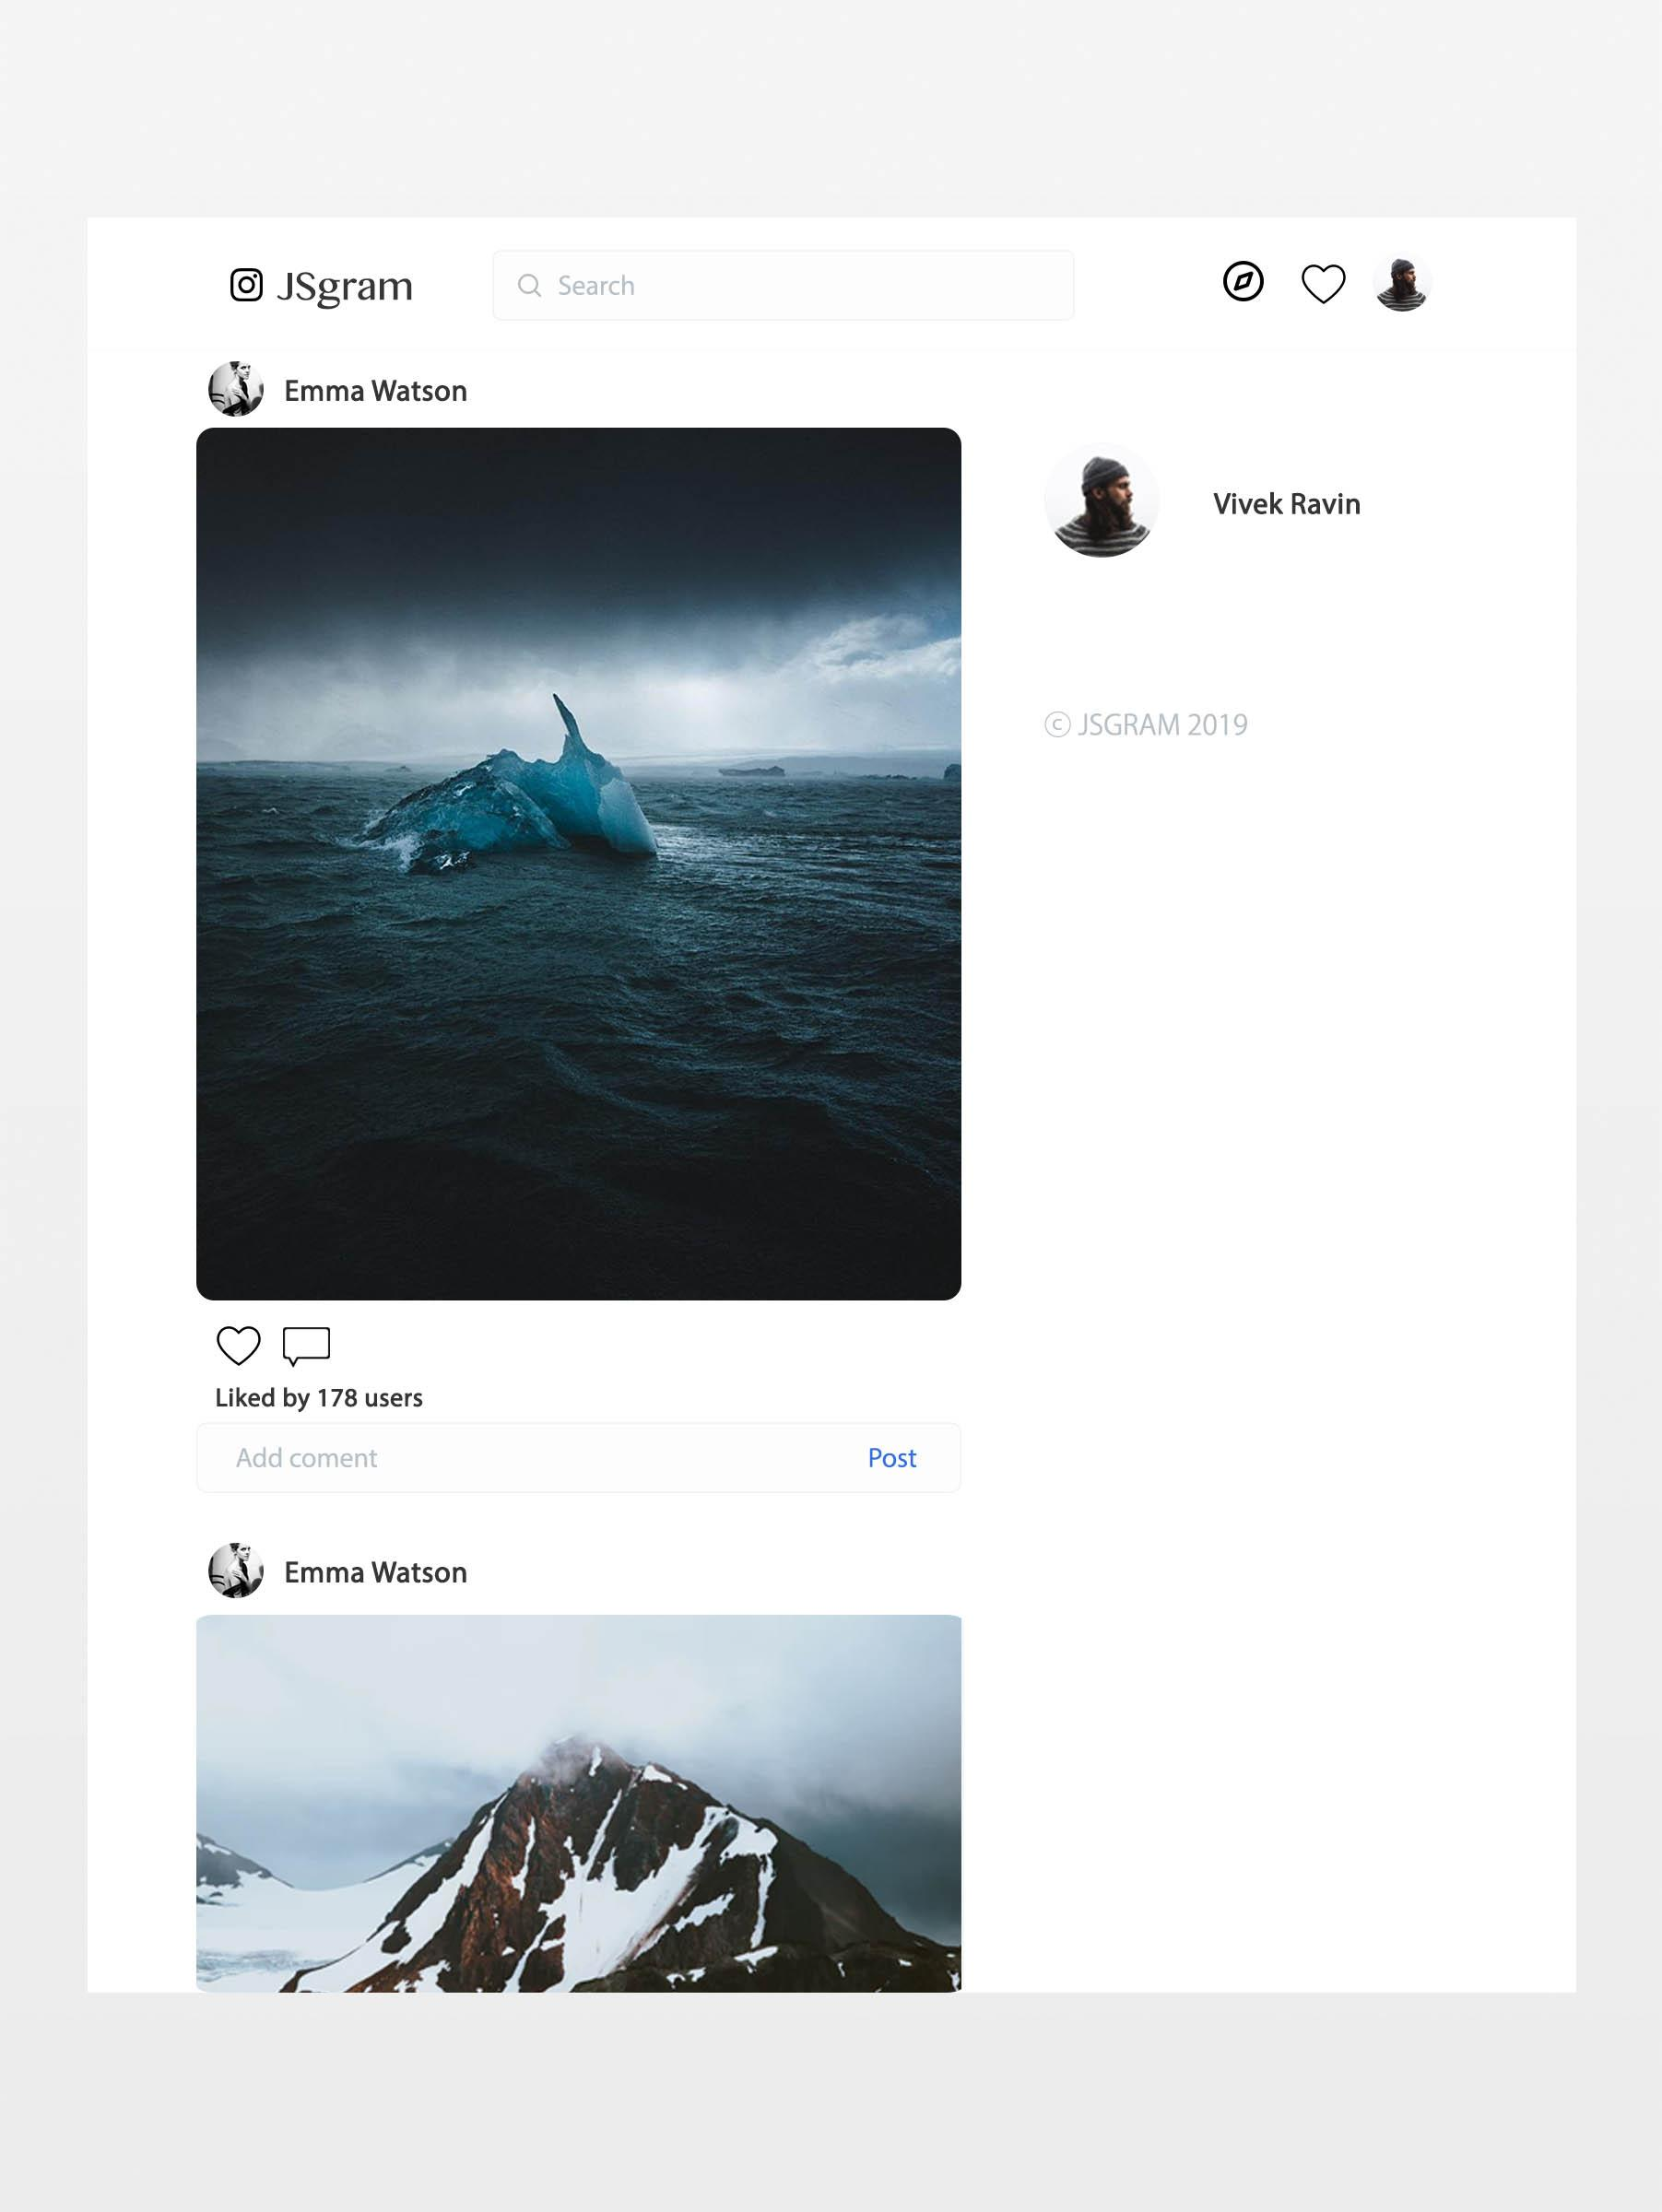 JSgram
Search
Emma Watson
Vivek Ravin
© JSGRAM 2019
Liked by 178 users
Add coment
Post
Emma Watson